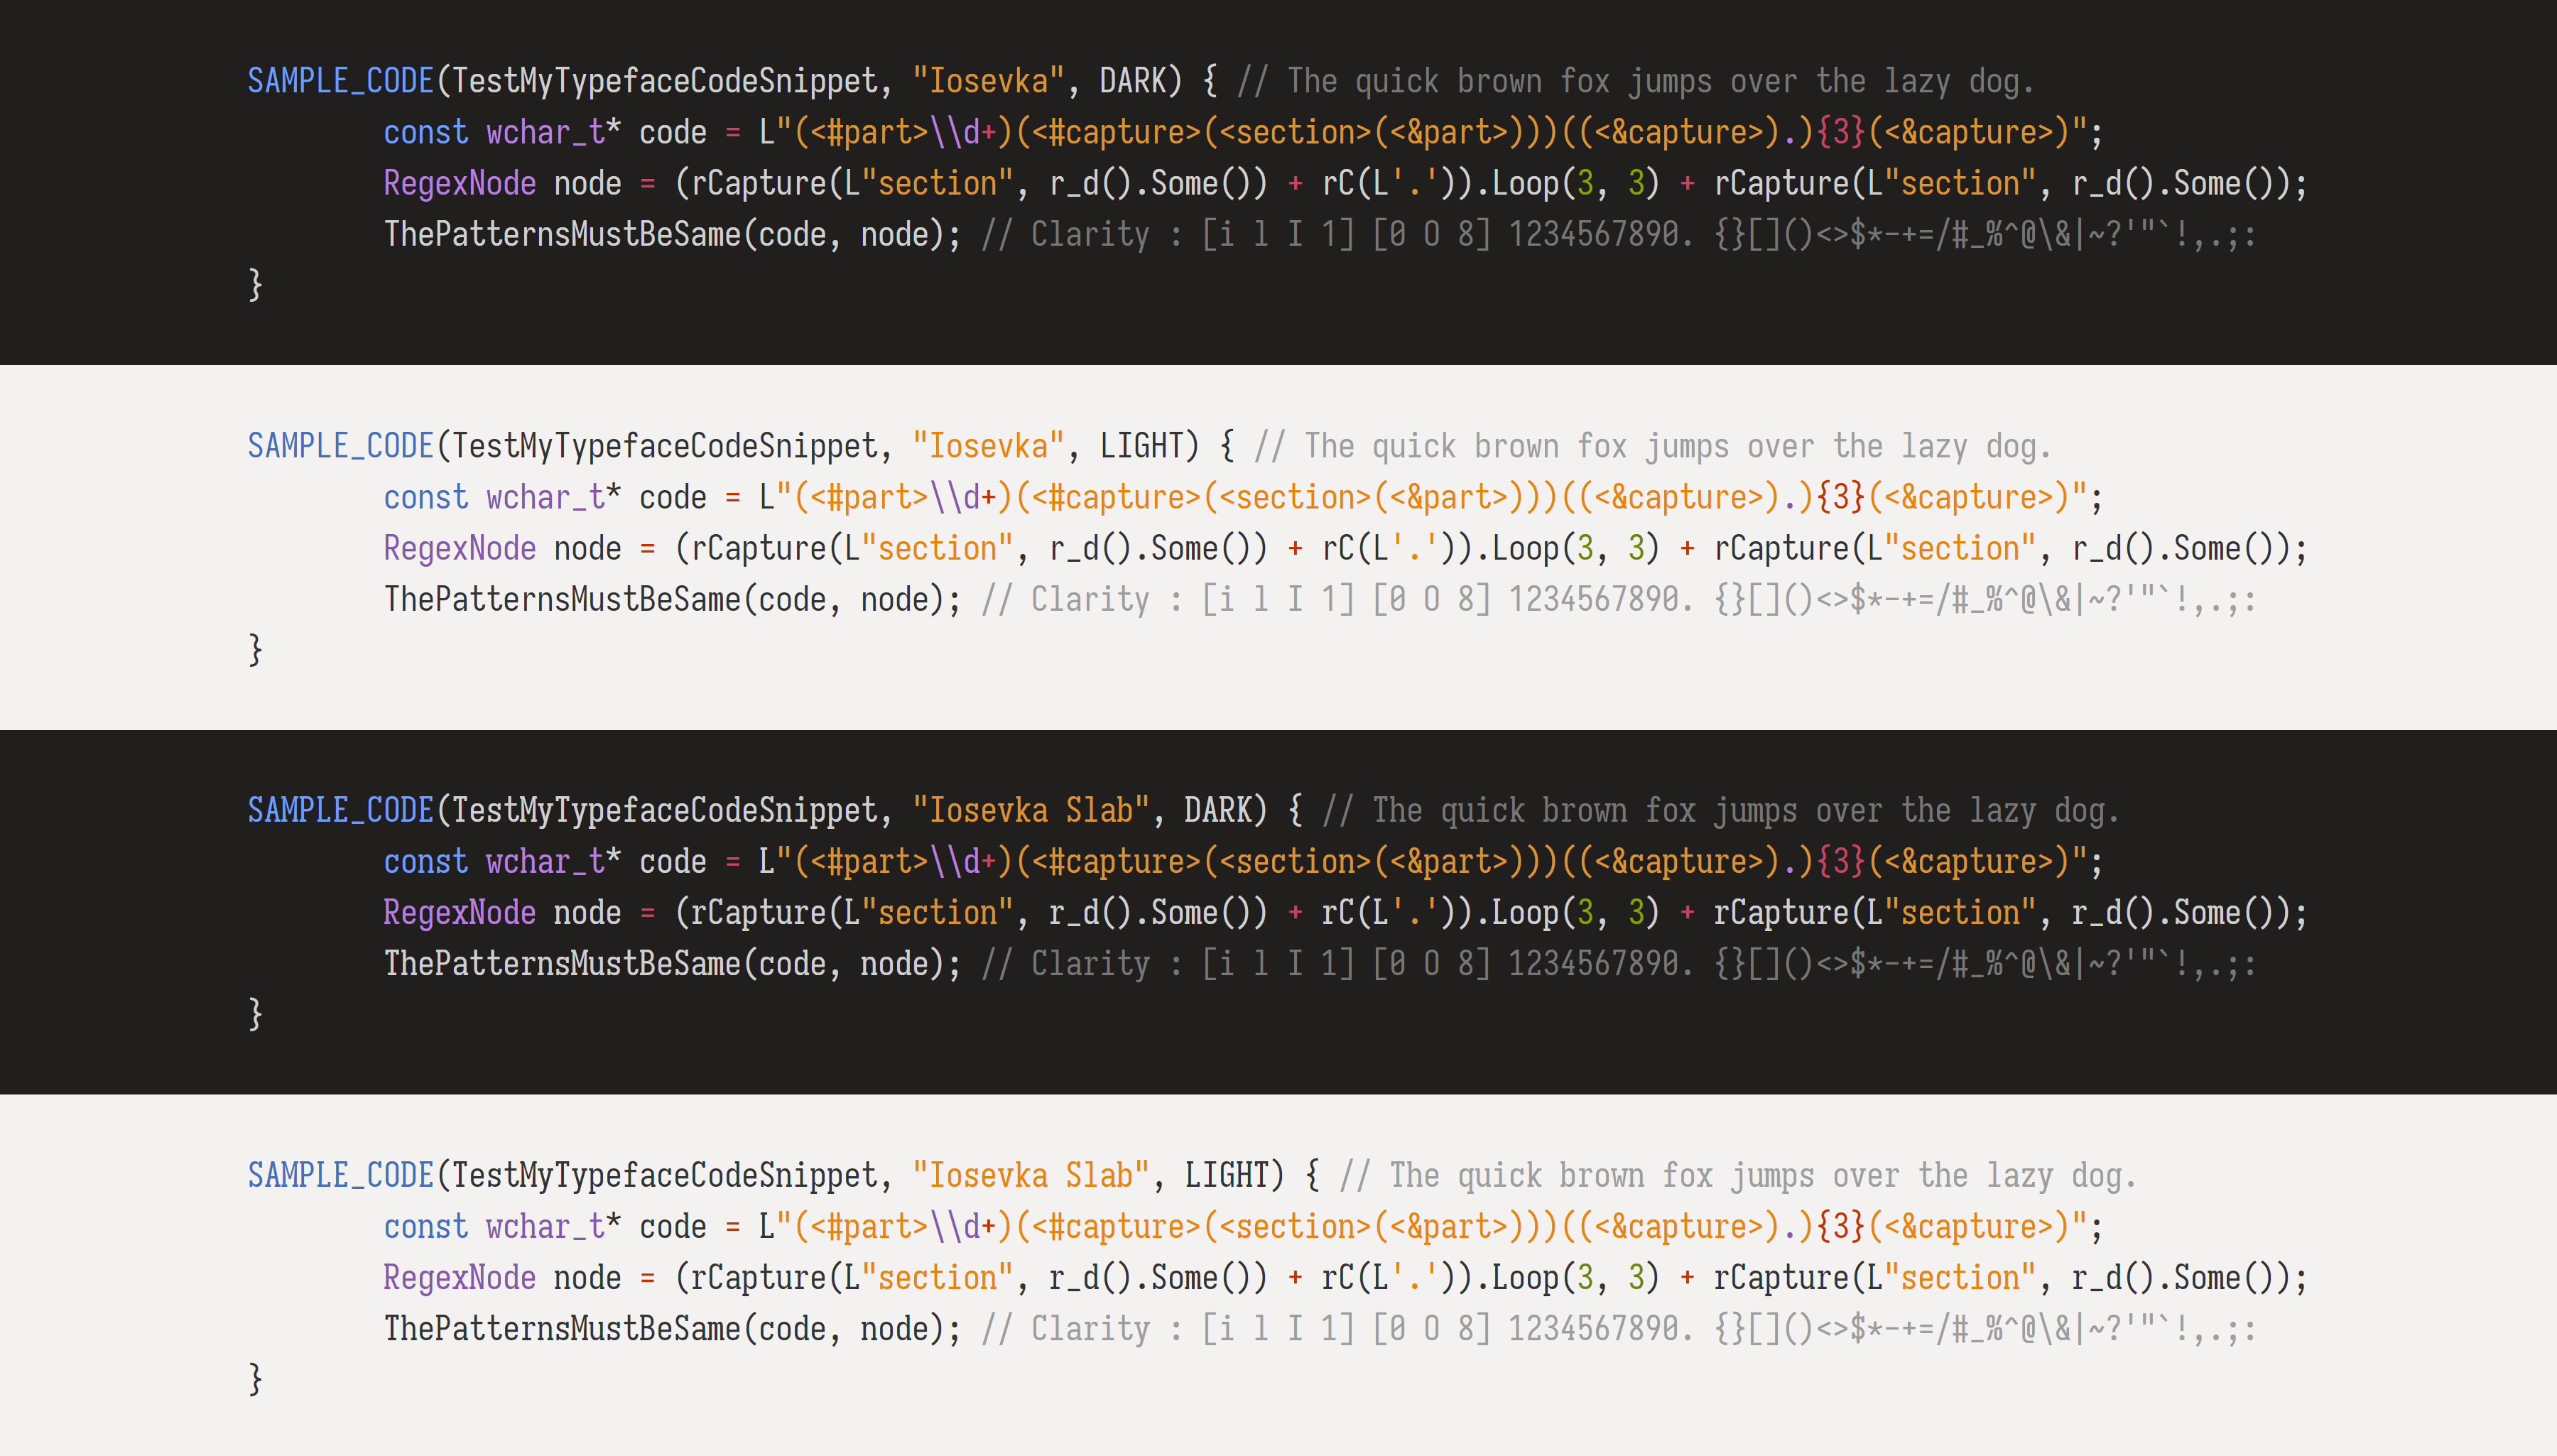 SAMPLE_CODE(TestMyTypefaceCodeSnippet, "Iosevka", DARK) { // The quick brown fox jumps over the lazy dog.
const wchar_t* code = L"(<#part>\\d+)(<#capture>(<section>(<&part>)))((<&capture>).){3}(<&capture>)";
RegexNode node = (rCapture(L"section", r_d().Some()) + rC(L'.')).Loop(3, 3) + rCapture(L"section", r_d().Some());
ThePatternsMustBeSame(code, node); // Clarity : [i l I 1] [0 O 8] 1234567890. {}[]()<>$*-+=/#_%^@\&|~?'"`!,.;:
}
SAMPLE_CODE(TestMyTypefaceCodeSnippet, "Iosevka", LIGHT) { // The quick brown fox jumps over the lazy dog.
const wchar_t* code = L"(<#part>\\d+)(<#capture>(<section>(<&part>)))((<&capture>).){3}(<&capture>)";
RegexNode node = (rCapture(L"section", r_d().Some()) + rC(L'.')).Loop(3, 3) + rCapture(L"section", r_d().Some());
ThePatternsMustBeSame(code, node); // Clarity : [i l I 1] [0 O 8] 1234567890. {}[]()<>$*-+=/#_%^@\&|~?'"`!,.;:
}
SAMPLE_CODE(TestMyTypefaceCodeSnippet, "Iosevka Slab", DARK) { // The quick brown fox jumps over the lazy dog.
const wchar_t* code = L"(<#part>\\d+)(<#capture>(<section>(<&part>)))((<&capture>).){3}(<&capture>)";
RegexNode node = (rCapture(L"section", r_d().Some()) + rC(L'.')).Loop(3, 3) + rCapture(L"section", r_d().Some());
ThePatternsMustBeSame(code, node); // Clarity : [i l I 1] [0 O 8] 1234567890. {}[]()<>$*-+=/#_%^@\&|~?'"`!,.;:
}
SAMPLE_CODE(TestMyTypefaceCodeSnippet, "Iosevka Slab", LIGHT) { // The quick brown fox jumps over the lazy dog.
const wchar_t* code = L"(<#part>\\d+)(<#capture>(<section>(<&part>)))((<&capture>).){3}(<&capture>)";
RegexNode node = (rCapture(L"section", r_d().Some()) + rC(L'.')).Loop(3, 3) + rCapture(L"section", r_d().Some());
ThePatternsMustBeSame(code, node); // Clarity : [i l I 1] [0 O 8] 1234567890. {}[]()<>$*-+=/#_%^@\&|~?'"`!,.;:
}